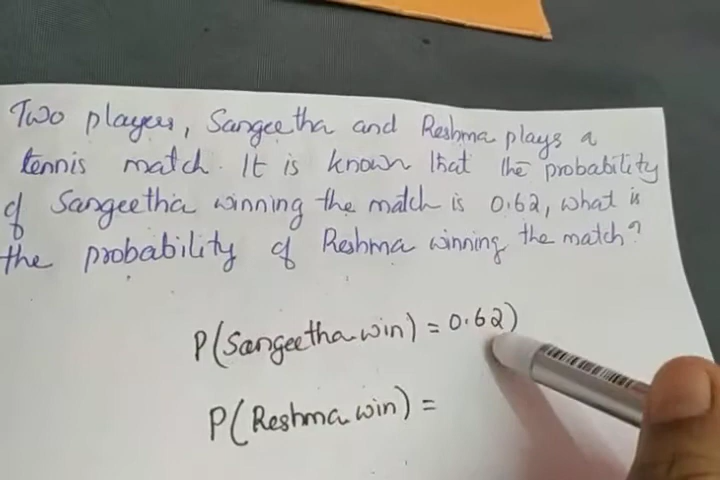 Two players, Sangeetha and Reshma plays a
tennis match. It is known that the probability
of Sangeetha winning the match is 0.62, what is
the probability of Reshma winning the match?
P(Sangeetha win) = 0.62)
P(Reshma win) =